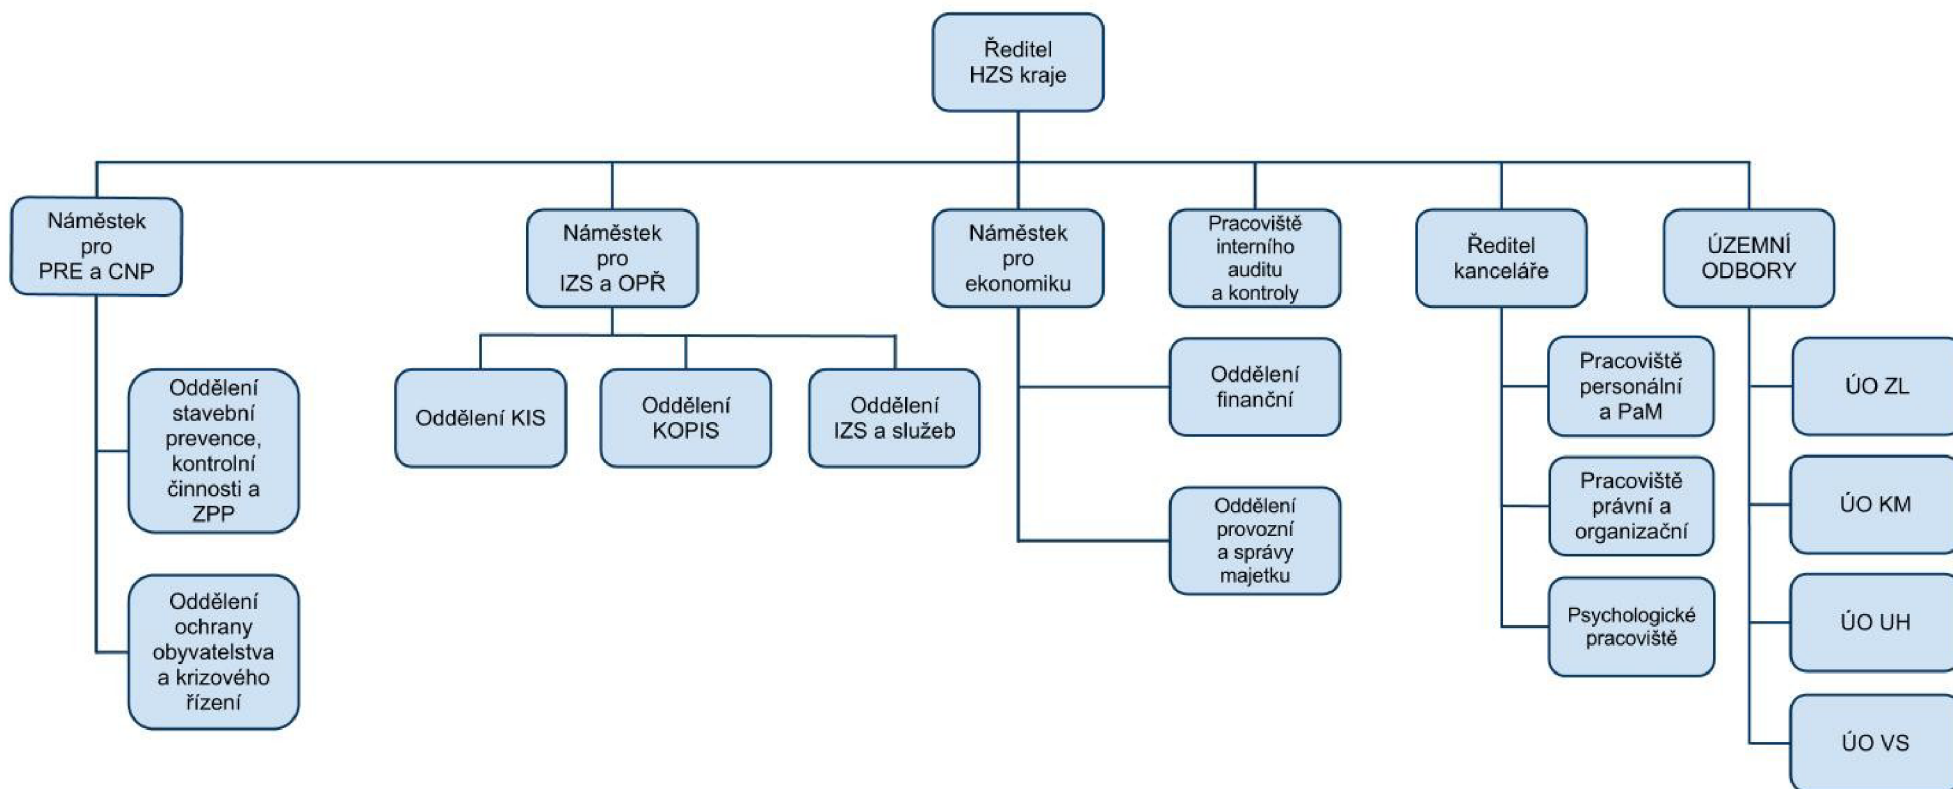 Ředitel
HZS kraje
Náměstek
pro
PRE a CNP
Náměstek
pro
IZS a OPŘ
Náměstek
pro
ekonomiku
Pracoviště
interního
auditu
a kontroly
Ředitel
kanceláře
ÚZEMNÍ
ODBORY
Oddělení
stavební
prevence,
kontrolní
činnosti a
ZPP
Oddělení
ochrany
obyvatelstva
a krizového
řízení
Oddělení KIS
Oddělení
KOPIS
Oddělení
IZS a služeb
Oddělení
finanční
Oddělení
provozní
a správy
majetku
Pracoviště
personální
a PaM
Pracoviště
právní a
organizační
Psychologické
pracoviště
ÚO ZL
ÚO KM
ÚO UH
ÚO VS